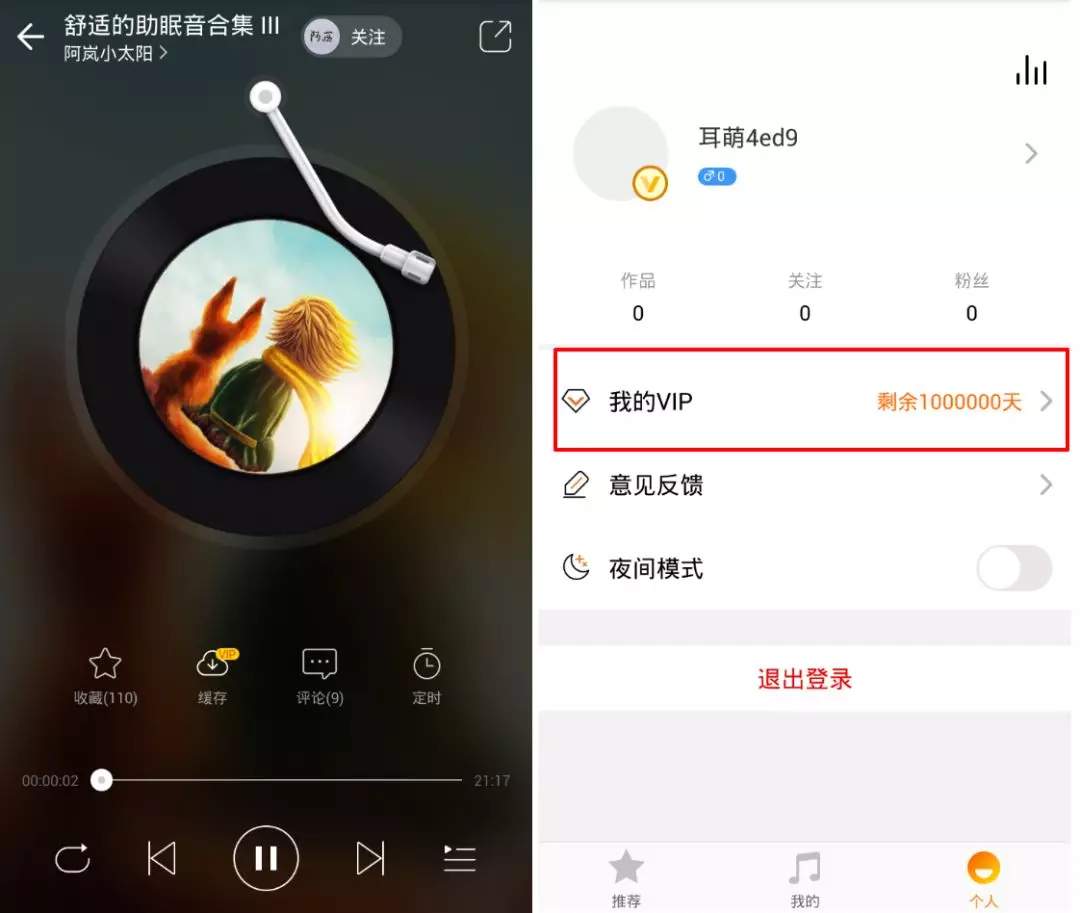 舒适的助眠音合集 III
阿岚小太阳 >
关注
收藏(110)
VIP
缓存
评论(9)
定时
00:00:02
21:17
耳萌4ed9
♂0
作品
关注
粉丝
0
0
0
我的VIP
剩余1000000天
意见反馈
夜间模式
退出登录
推荐
我的
个人